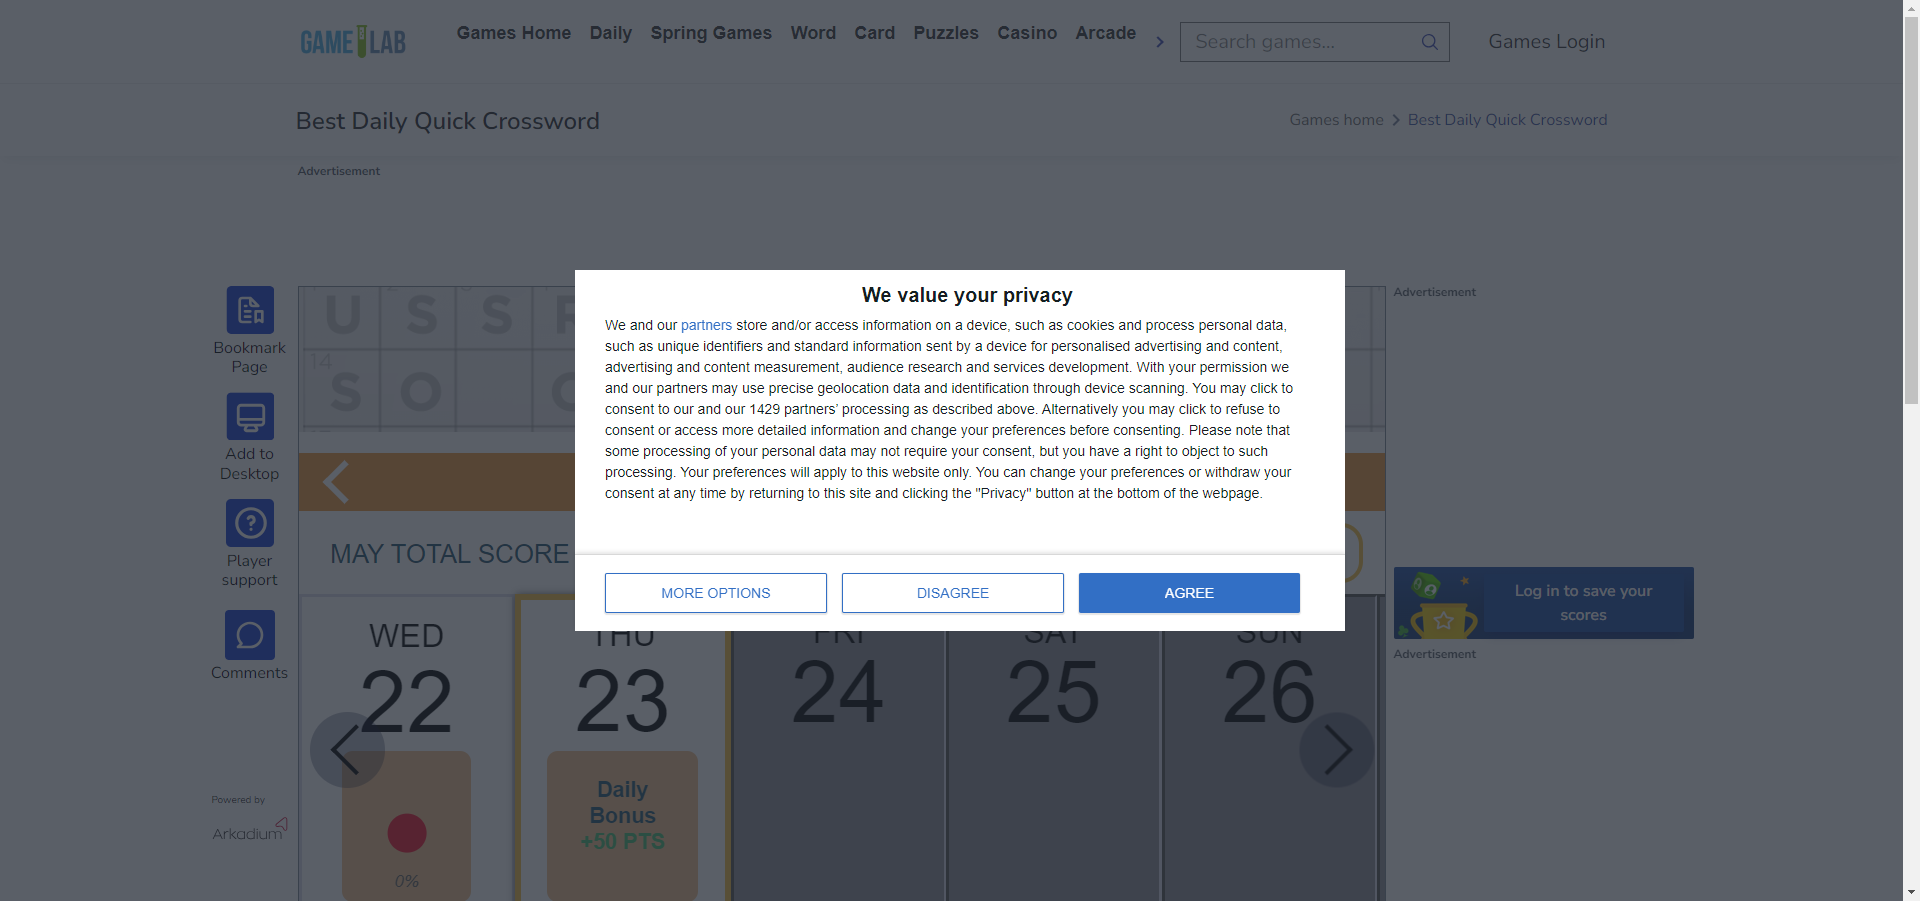 GAME LAB
Games Home Daily Spring Games Word Card Puzzles Casino Arcade
Search games...
Games Login
Best Daily Quick Crossword
Games home
Best Daily Quick Crossword
Advertisement
Bookmark
Page
Add to
Desktop
Player
support
Comments
Powered by
Arkadium
U S S R
14
S O
MAY TOTAL SCORE
We value your privacy
We and our partners store and/or access information on a device, such as cookies and process personal data,
such as unique identifiers and standard information sent by a device for personalised advertising and content,
advertising and content measurement, audience research and services development. With your permission we
and our partners may use precise geolocation data and identification through device scanning. You may click to
consent to our and our 1429 partners’ processing as described above. Alternatively you may click to refuse to
consent or access more detailed information and change your preferences before consenting. Please note that
some processing of your personal data may not require your consent, but you have a right to object to such
processing. Your preferences will apply to this website only. You can change your preferences or withdraw your
consent at any time by returning to this site and clicking the "Privacy" button at the bottom of the webpage.
MORE OPTIONS
DISAGREE
AGREE
WED
22
0%
THU
23
Daily
Bonus
+50 PTS
FRI
24
SAT
25
SUN
26
Advertisement
Log in to save your
scores
Advertisement